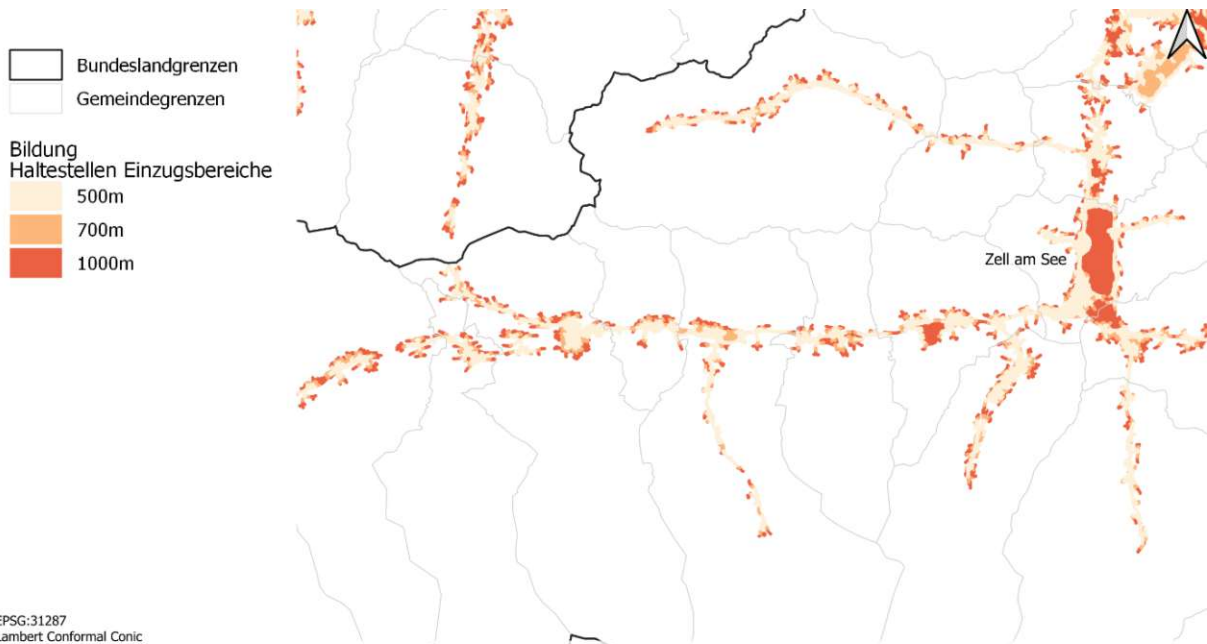 Bundeslandgrenzen
Gemeindegrenzen
Bildung
Haltestellen Einzugsbereiche
500m
700m
1000m
Zell am See
EPSG:31287
Lambert Conformal Conic